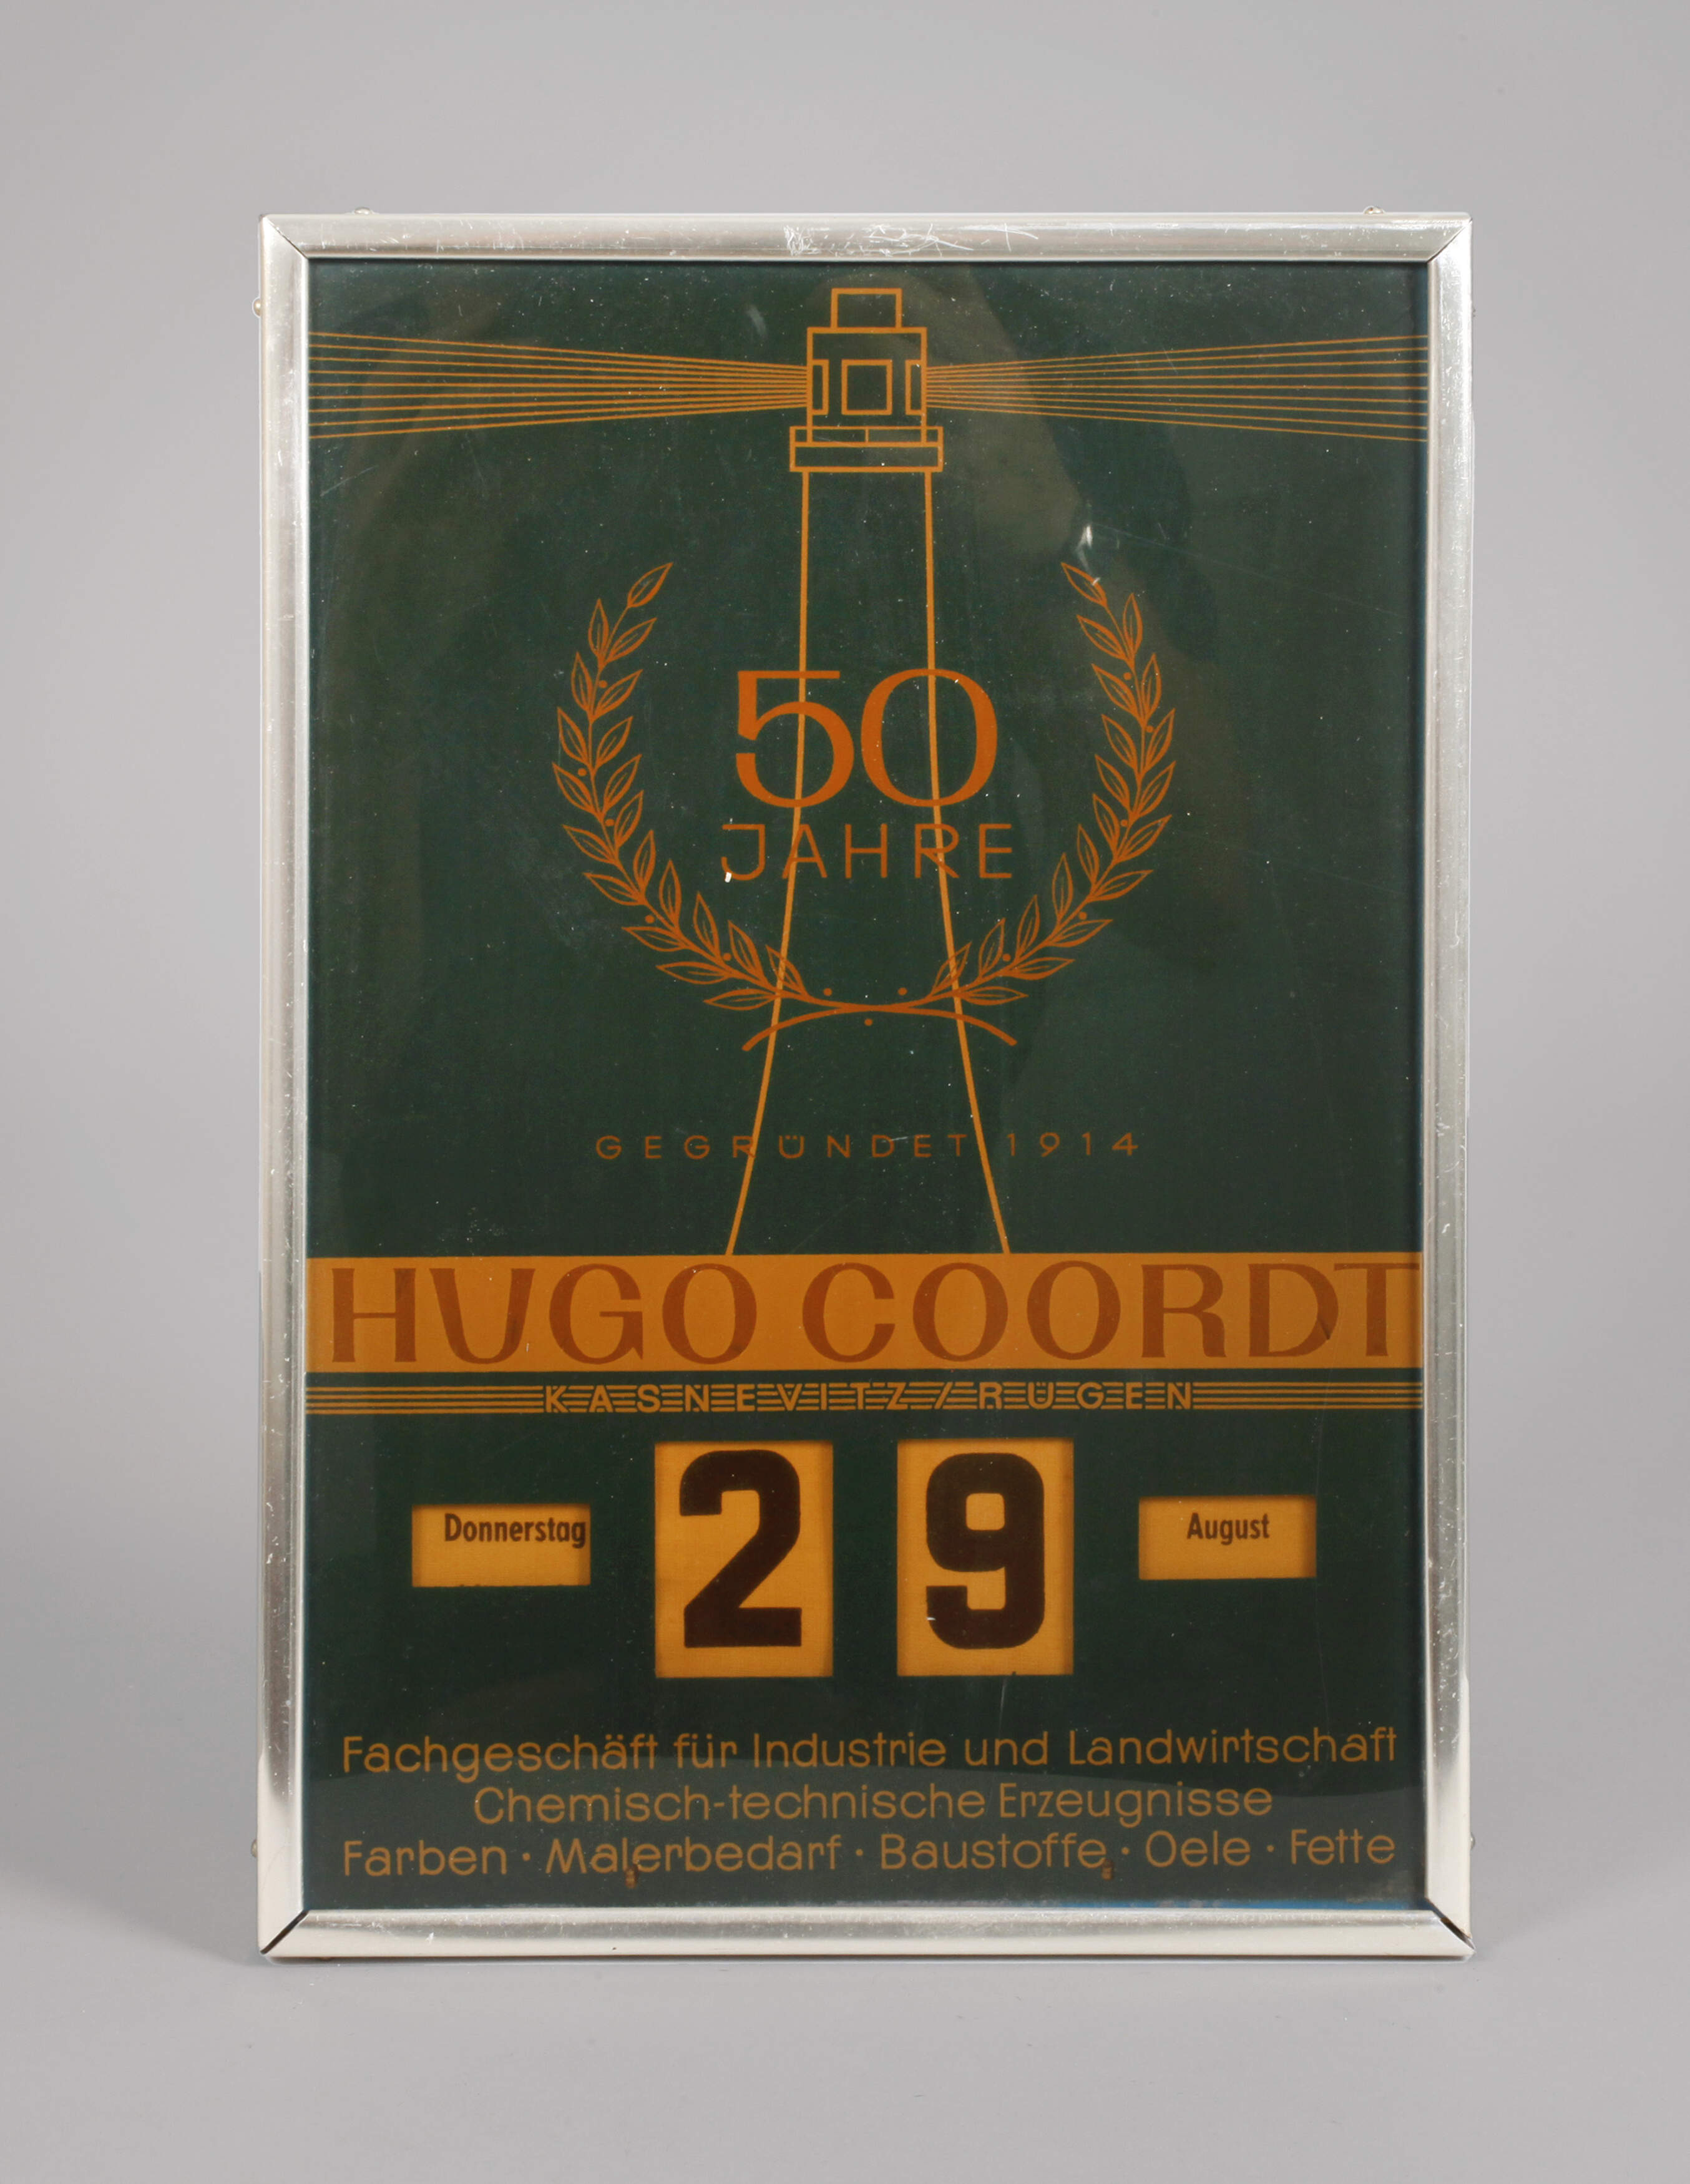 50
JAHRE
GEGRÜNDET 1914
HUGO COORDT
KASNEVITZ/RÜGEN
Donnerstag 29 August
Fachgeschäft für Industrie und Landwirtschaft
Chemisch-technische Erzeugnisse
Farben · Malerbedarf · Baustoffe · Oele · Fette